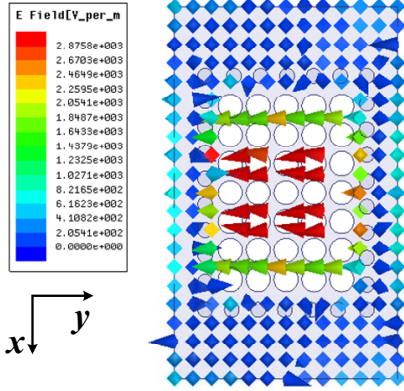 E Field[V_per_m
2.8758e+003
2.6703e+003
2.4649e+003
2.2595e+003
2.0541e+003
1.8487e+003
1.6433e+003
1.4379e+003
1.2325e+003
1.0271e+003
8.2165e+002
6.1623e+002
4.1082e+002
2.0541e+002
0.0000e+000
y
x